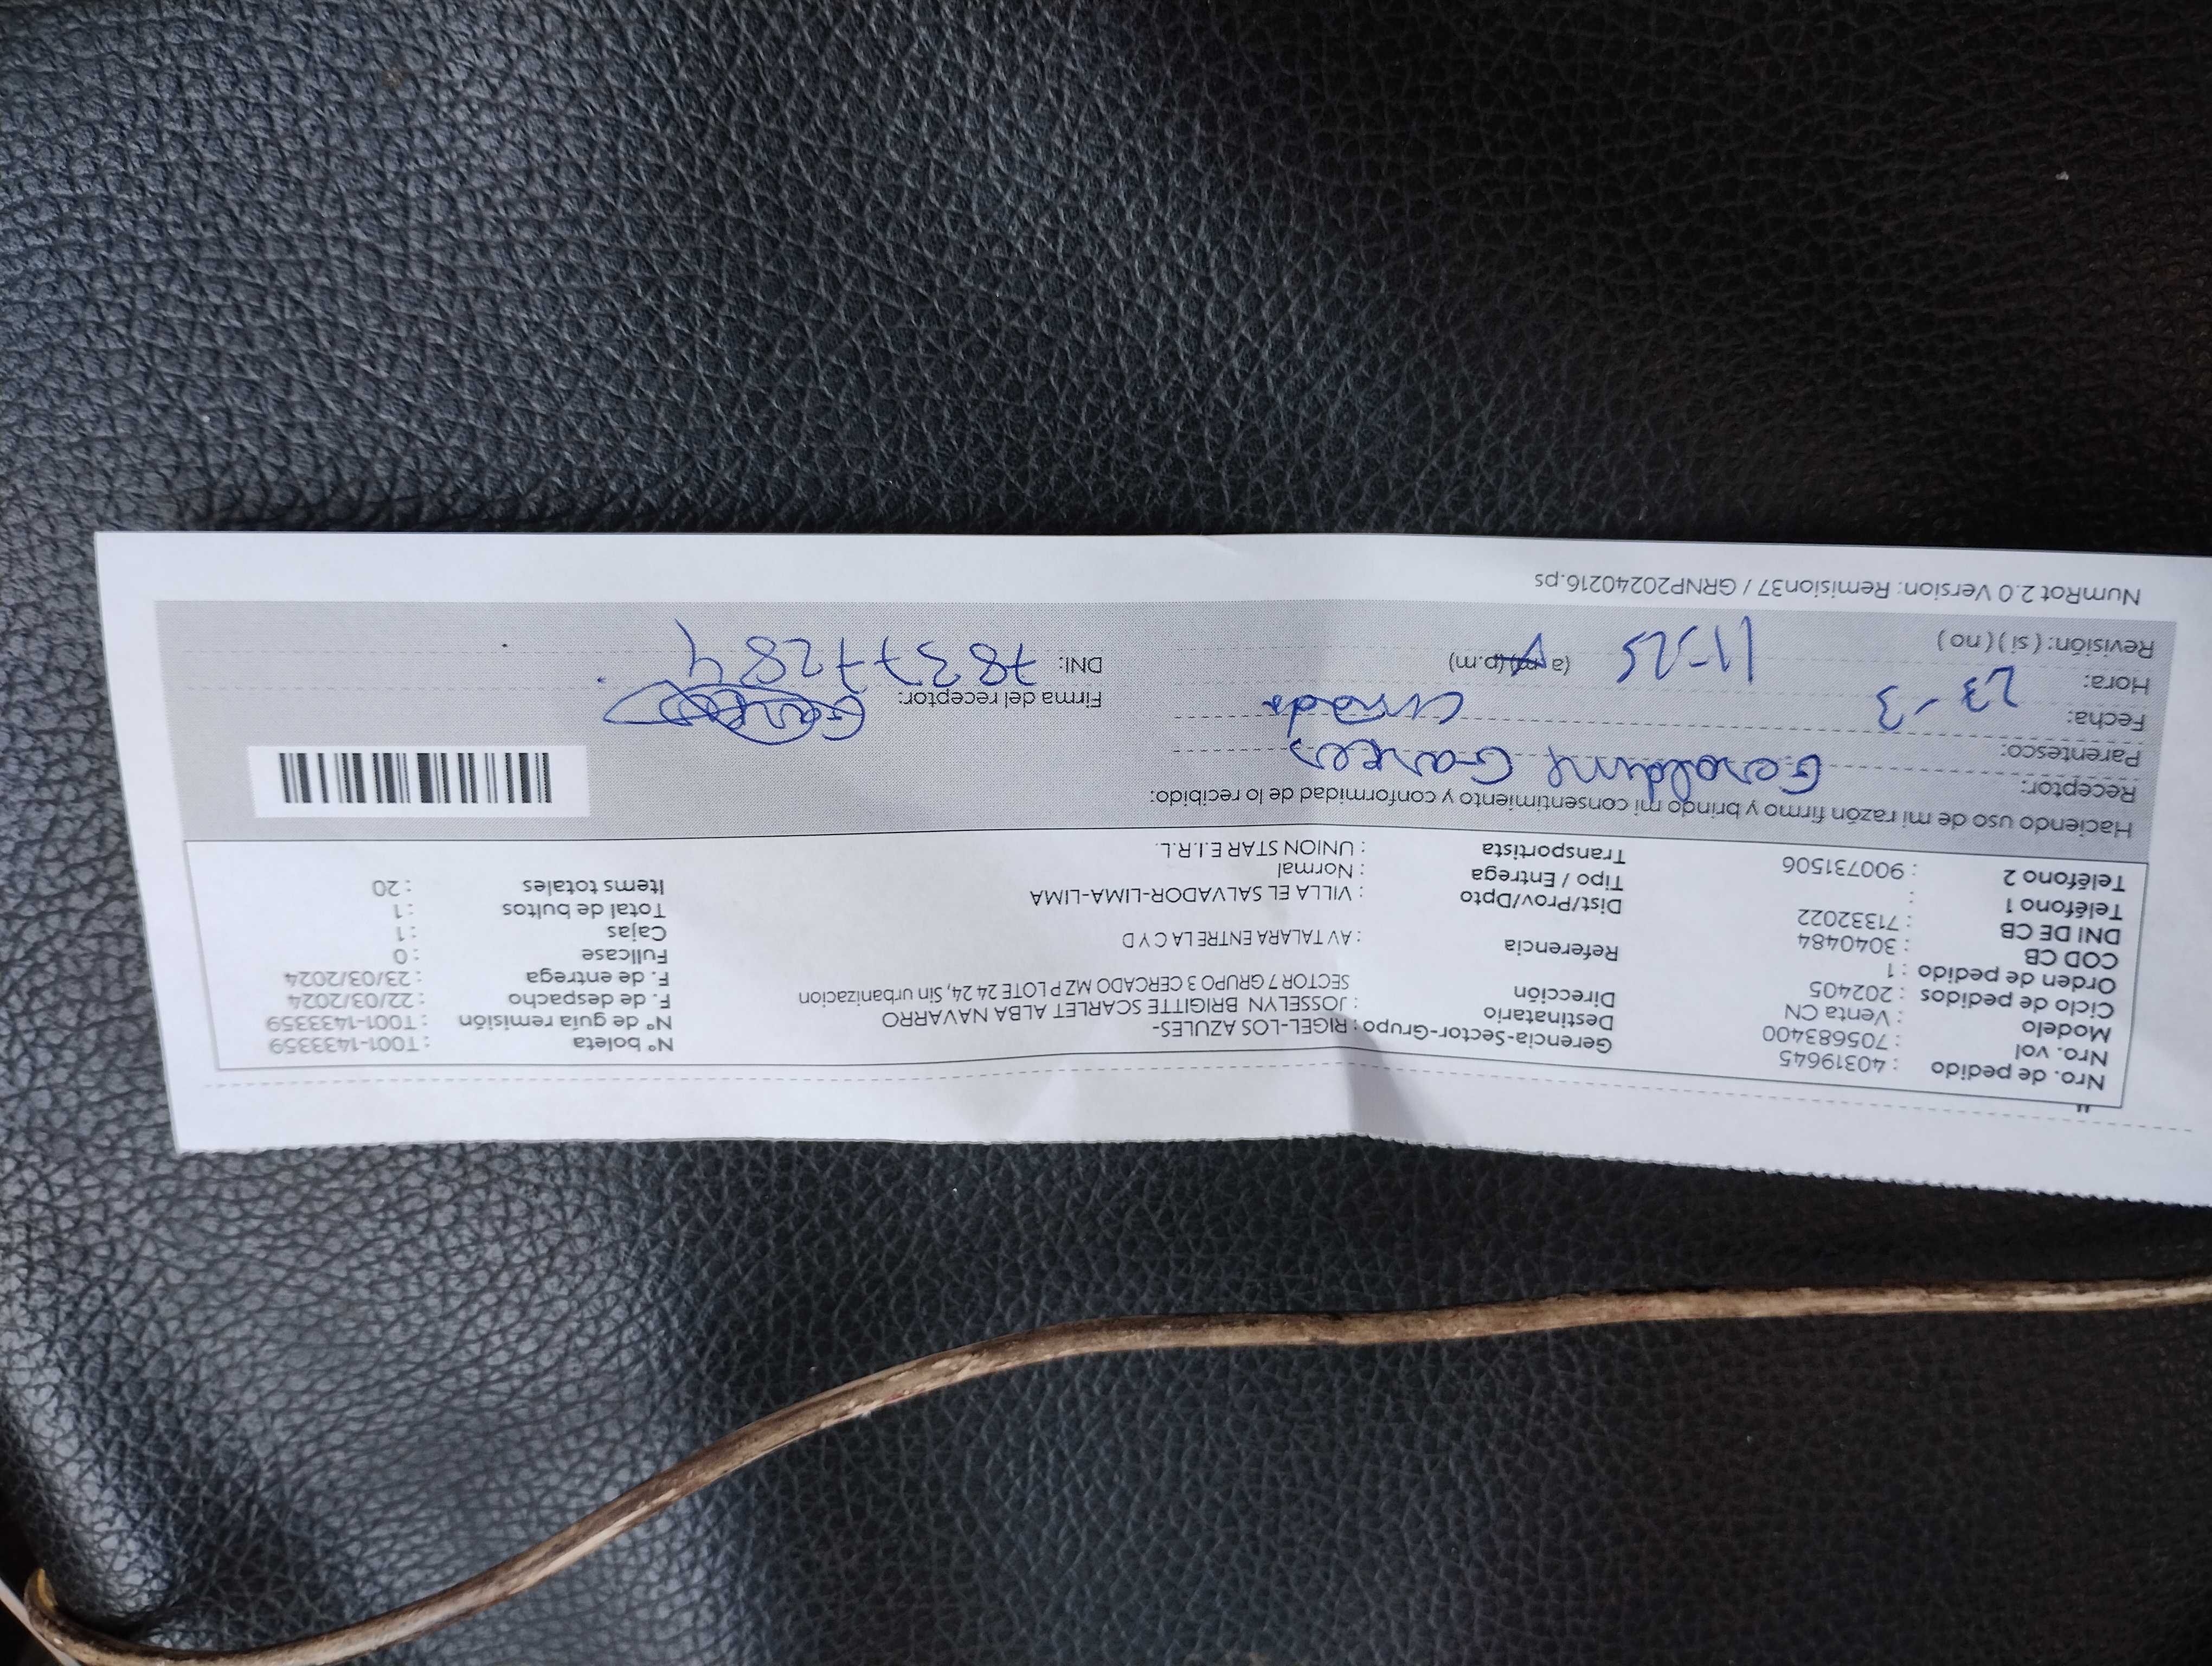 Nro. de pedido : 40319645
Nro. vol : 705683400
Modelo : Venta CN
Ciclo de pedidos : 202405
Orden de pedido : 1
COD CB : 3040484
DNI DE CB : 71332022
Teléfono 1 :
Teléfono 2 : 900731506
Gerencia-Sector-Grupo : RIGEL-LOS AZULES-
Destinatario : JOSSELYN BRIGITTE SCARLET ALBA NAVARRO
Dirección SECTOR 7 GRUPO 3 CERCADO MZ P LOTE 24 24, Sin urbanizacion
Referencia : AV TALARA ENTRE LA C Y D
Dist/Prov/Dpto : VILLA EL SALVADOR-LIMA-LIMA
Tipo / Entrega : Normal
Transportista : UNION STAR E.I.R.L.
N° boleta : T001-1433359
N° de guia remisión : T001-1433359
F. de despacho : 22/03/2024
F. de entrega : 23/03/2024
Fullcase : 0
Cajas : 1
Total de bultos : 1
Items totales : 20
Haciendo uso de mi razón firmo y brindo mi consentimiento y conformidad de lo recibido:
Receptor: Geraldine Garces
Parentesco:
Fecha: 23-3
Hora: 11-25 (a.m) (p.m)
Revisión: ( si ) ( no )
Firma del receptor:
DNI: 78377284
NumRot 2.0 Version: Remision37 / GRNP20240216.ps